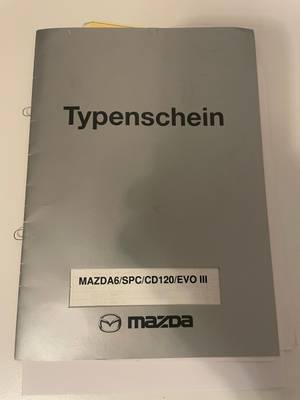 Typenschein
MAZDA6/SPC/CD120/EVO III
mazda